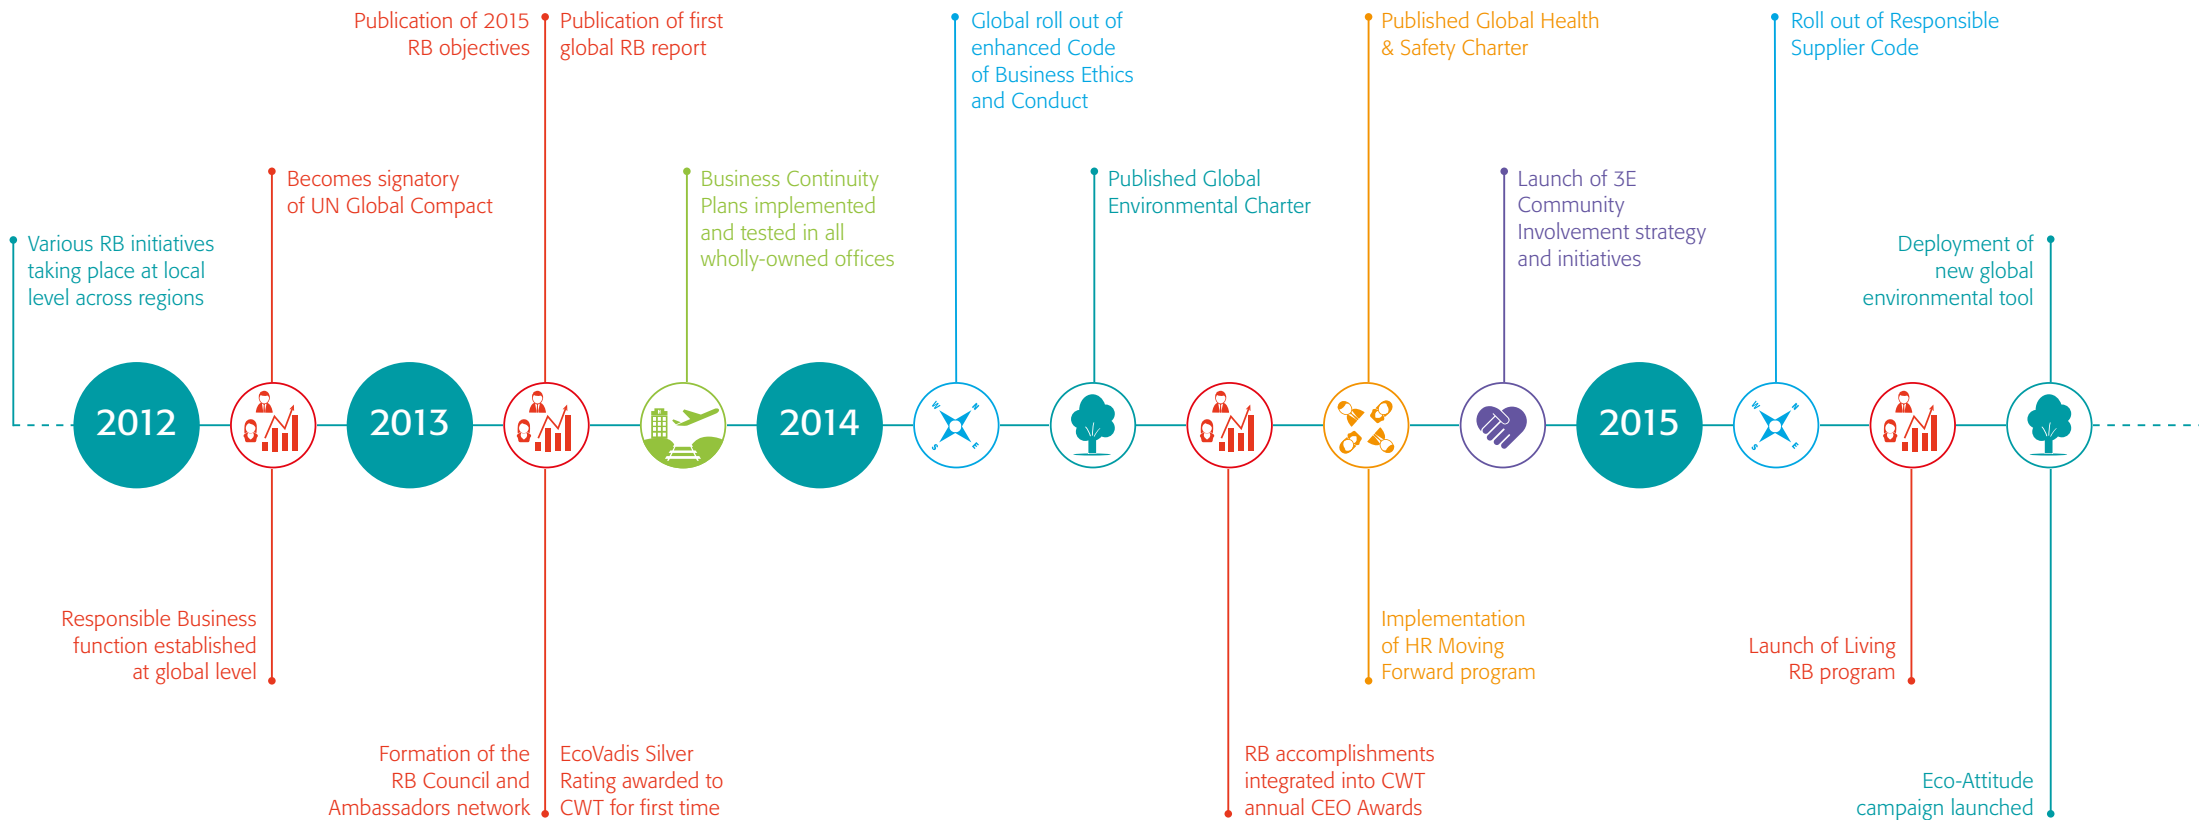 Various RB initiatives
taking place at local
level across regions
2012
Becomes signatory
of UN Global Compact
Responsible Business
function established
at global level
2013
Publication of 2015
RB objectives
Publication of first
global RB report
Formation of the
RB Council and
Ambassadors network
EcoVadis Silver
Rating awarded to
CWT for first time
Business Continuity
Plans implemented
and tested in all
wholly-owned offices
2014
Global roll out of
enhanced Code
of Business Ethics
and Conduct
W
N
S
E
Published Global
Environmental Charter
RB accomplishments
integrated into CWT
annual CEO Awards
Published Global Health
& Safety Charter
Implementation
of HR Moving
Forward program
Launch of 3E
Community
Involvement strategy
and initiatives
2015
Roll out of Responsible
Supplier Code
W
N
S
E
Launch of Living
RB program
Deployment of
new global
environmental tool
Eco-Attitude
campaign launched